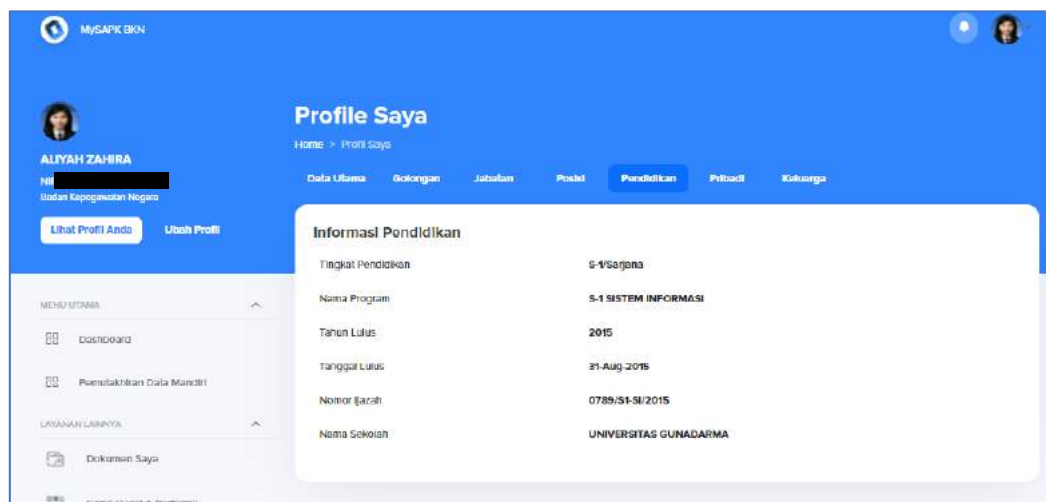 MySAPK BKN
ALIYAH ZAHIRA
NI
Badan Kepegawaian Negara
Lihat Profil Anda
Ubah Profil
Profile Saya
Home > Profil Saya
Data Utama Golongan Jabatan Posisi Pendidikan Pribadi Keluarga
Informasi Pendidikan
Tingkat Pendidikan S-1/Sarjana
Nama Program S-1 SISTEM INFORMASI
Tahun Lulus 2015
Tanggal Lulus 31-Aug-2015
Nomor Ijazah 0789/S1-SI/2015
Nama Sekolah UNIVERSITAS GUNADARMA
MENU UTAMA
Dashboard
Pemutakhiran Data Mandiri
LAYANAN LAINNYA
Dokumen Saya